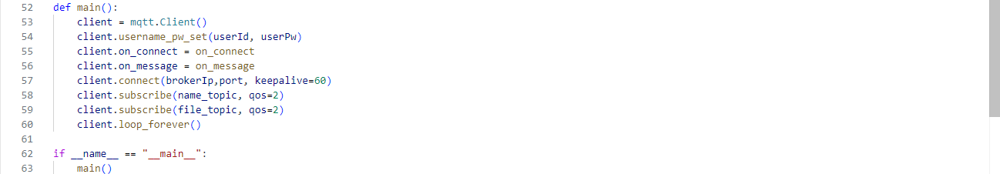 52 def main():
53     client = mqtt.Client()
54     client.username_pw_set(userId, userPw)
55     client.on_connect = on_connect
56     client.on_message = on_message
57     client.connect(brokerIp,port, keepalive=60)
58     client.subscribe(name_topic, qos=2)
59     client.subscribe(file_topic, qos=2)
60     client.loop_forever()
61
62 if __name__ == "__main__":
63     main()